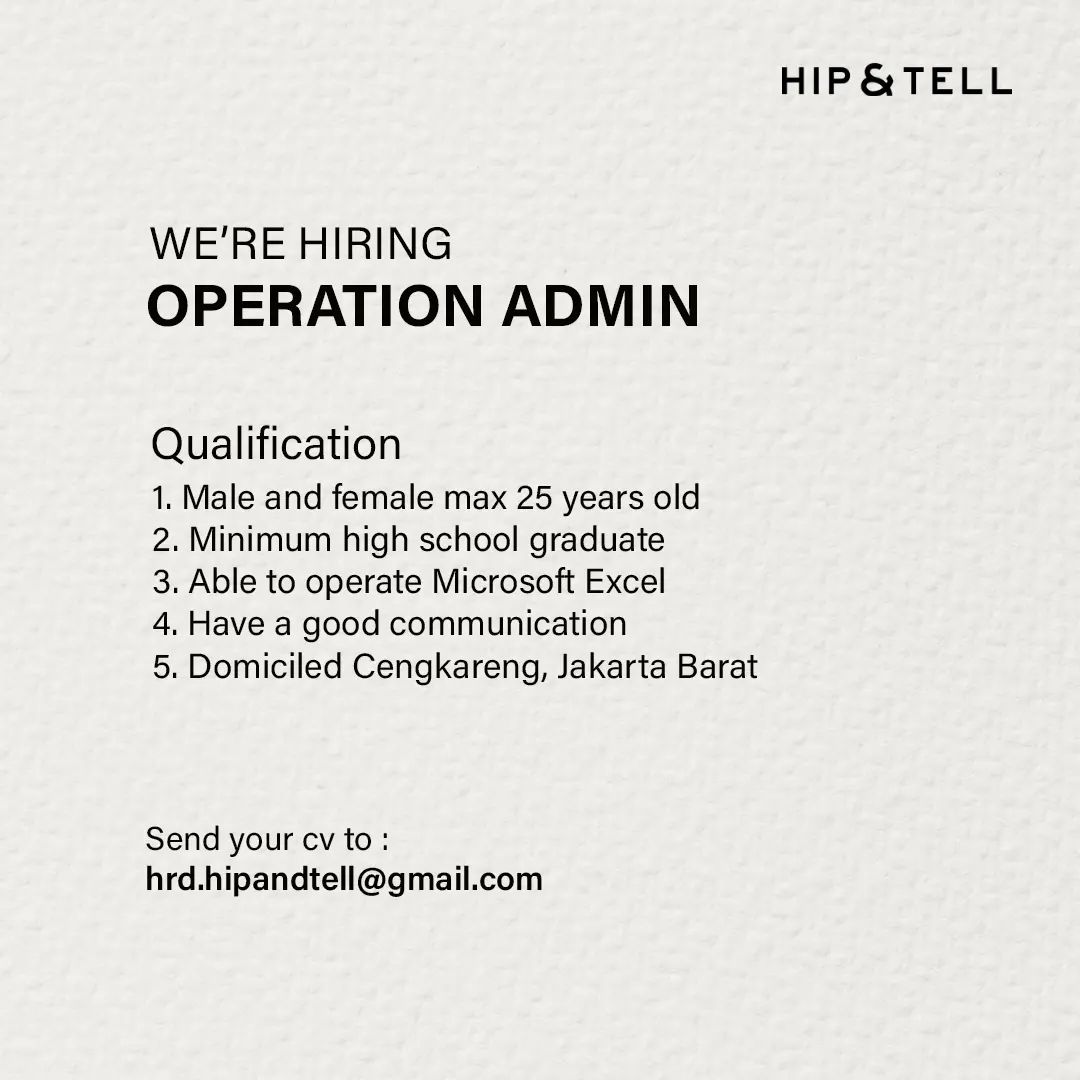 HIP & TELL
WE'RE HIRING
OPERATION ADMIN
Qualification
1. Male and female max 25 years old
2. Minimum high school graduate
3. Able to operate Microsoft Excel
4. Have a good communication
5. Domiciled Cengkareng, Jakarta Barat
Send your cv to :
hrd.hipandtell@gmail.com